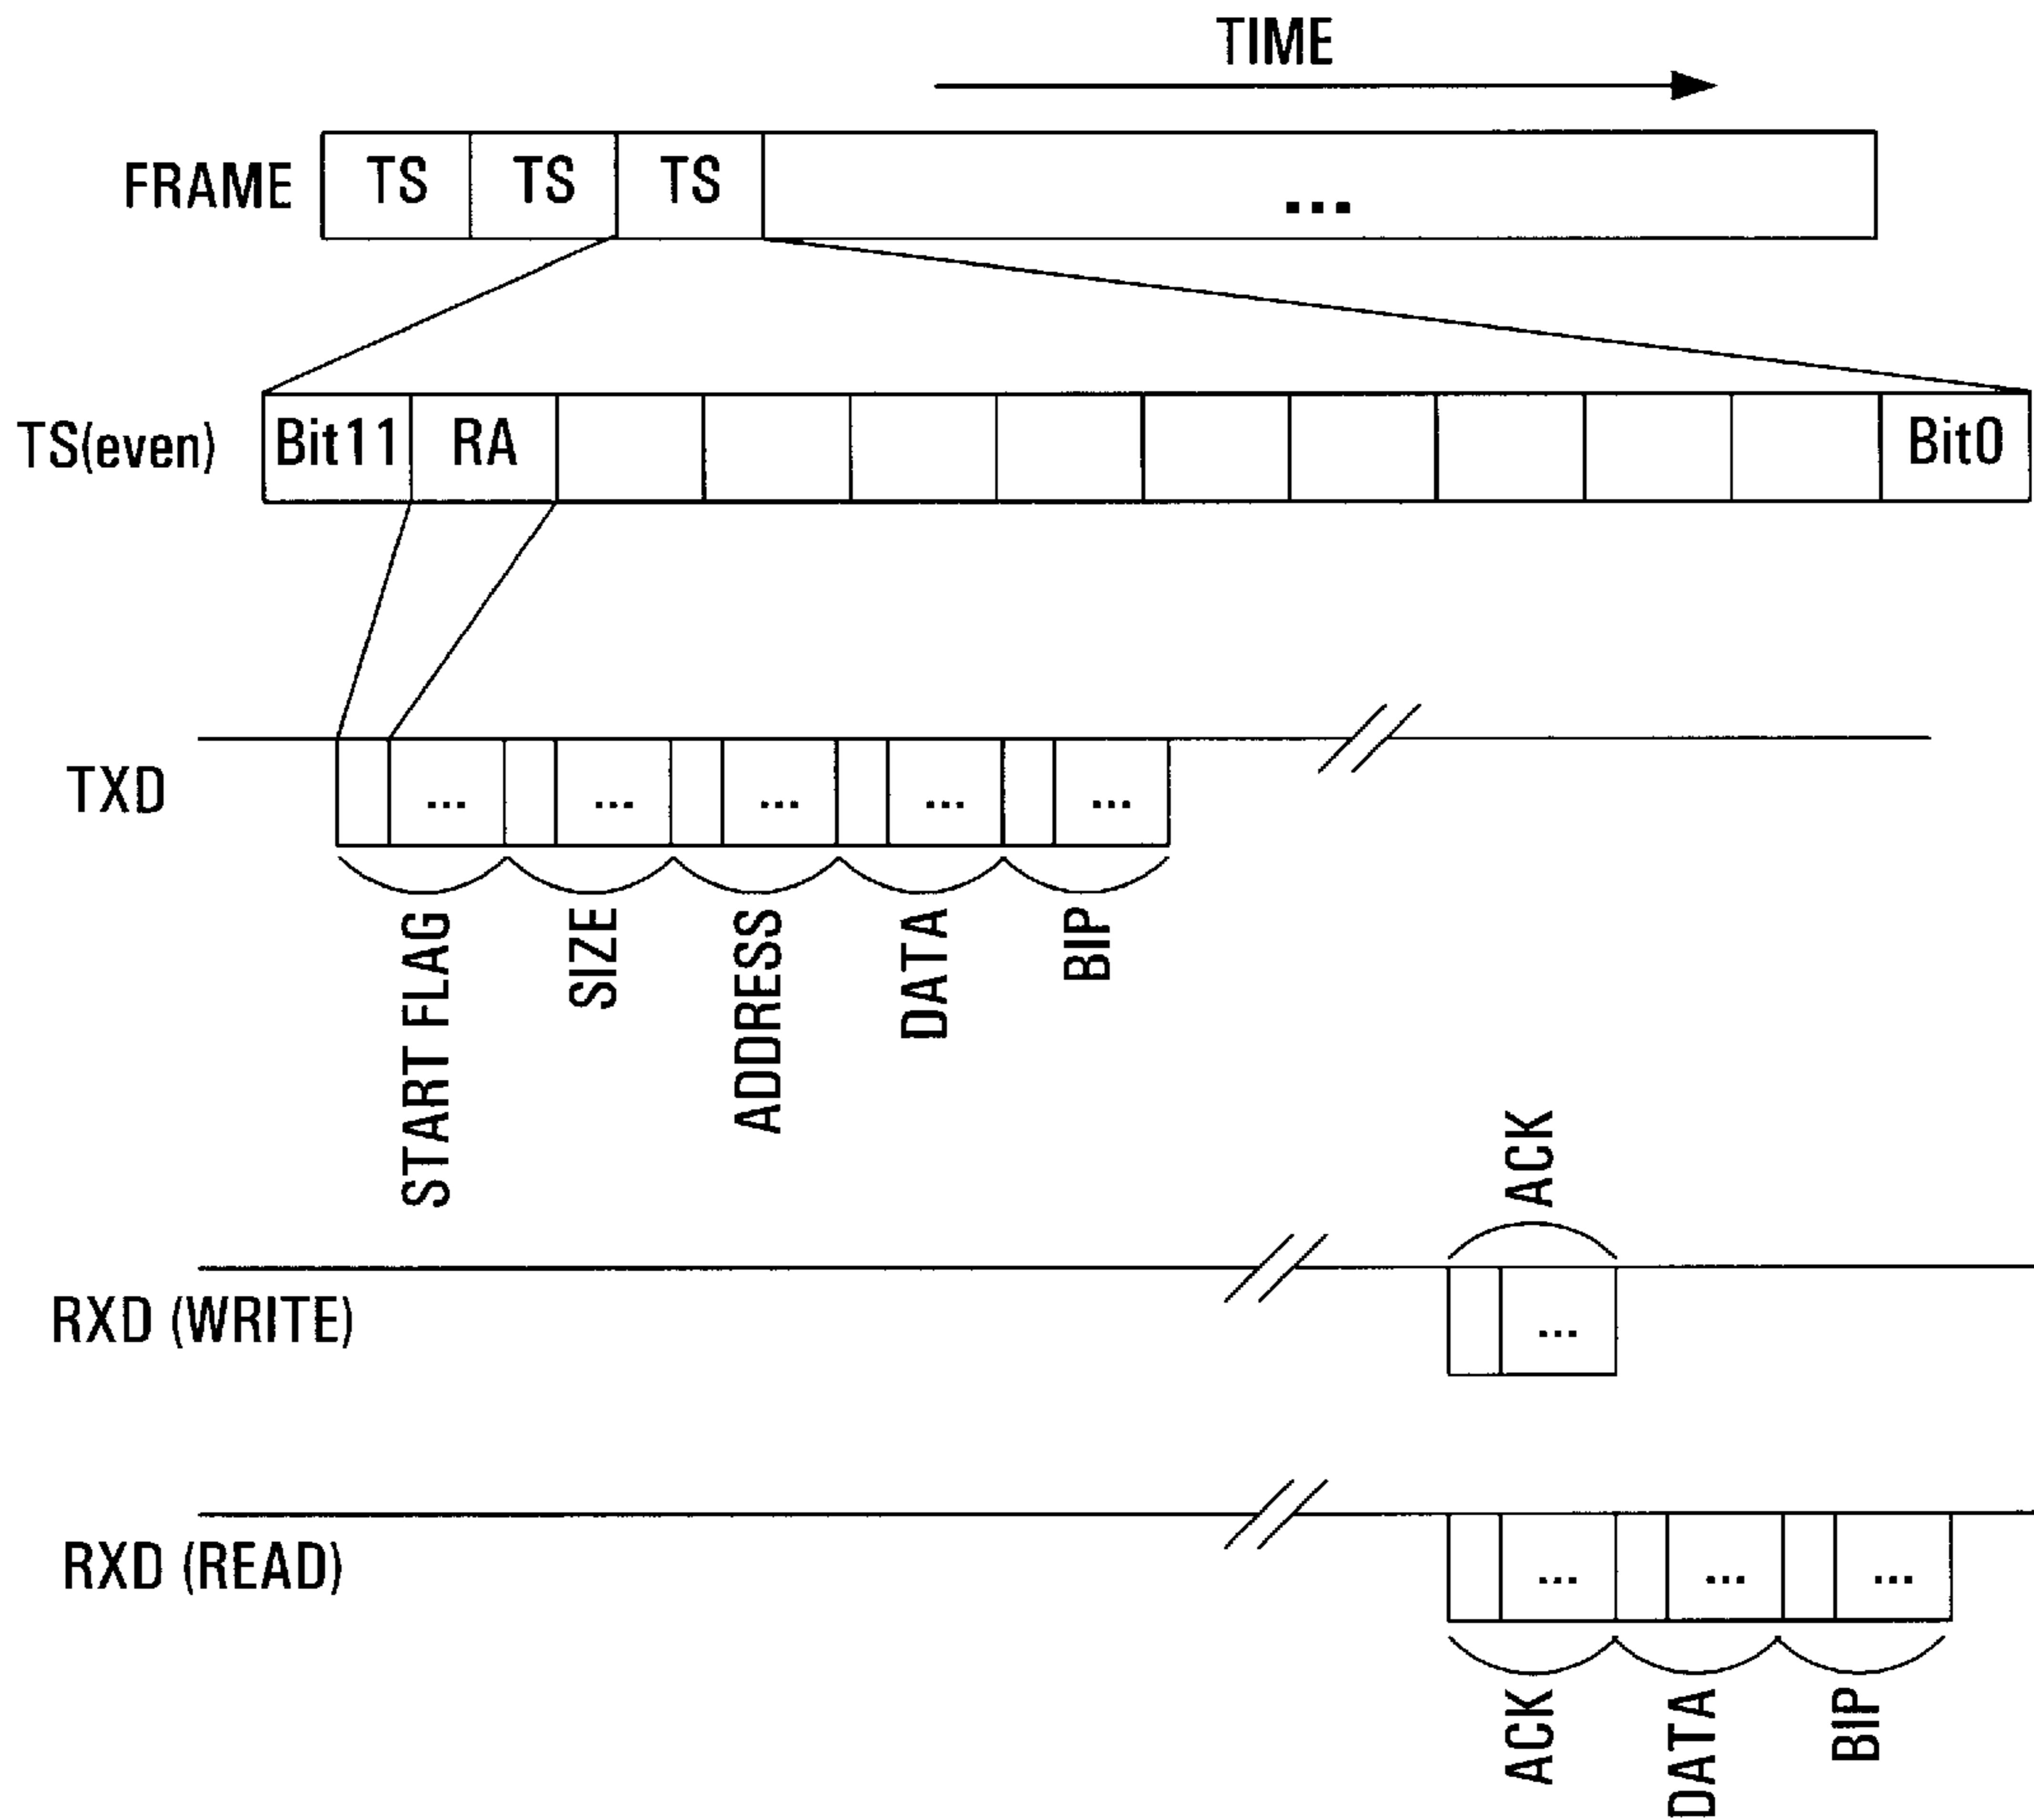 TIME
FRAME TS TS TS ...
TS(even) Bit11 RA Bit0
TXD ... ... ... ... ...
START FLAG
SIZE
ADDRESS
DATA
BIP
ACK
RXD (WRITE) ...
RXD (READ) ... ... ...
ACK
DATA
BIP